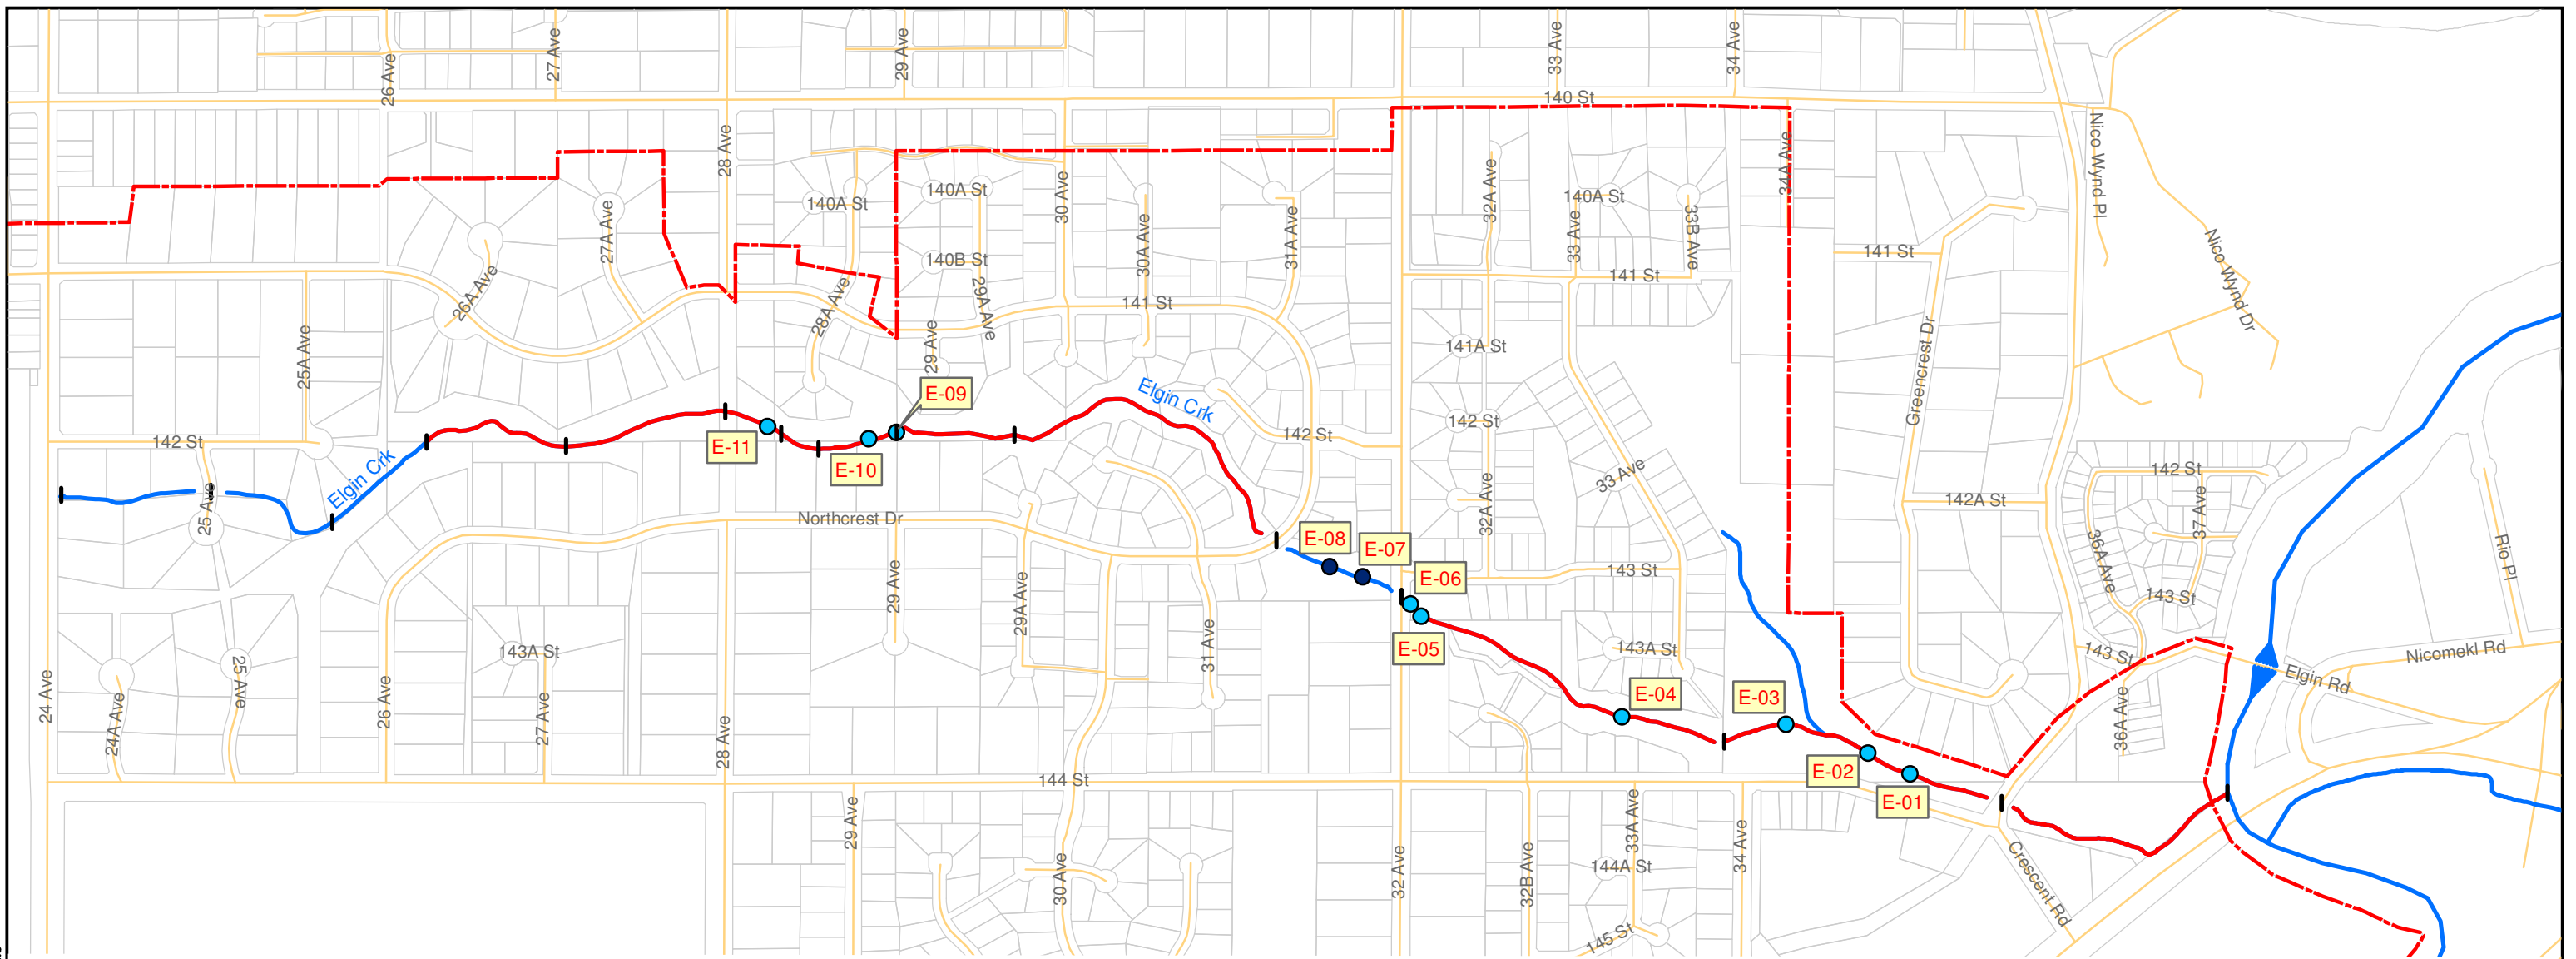 26 Ave
27 Ave
29 Ave
33 Ave
34 Ave
140 St
28 Ave
34A Ave
Nico Wynd Pl
140A St
140A St
30 Ave
32A Ave
140A St
27A Ave
30A Ave
31A Ave
33 Ave
33B Ave
141 St
Nico Wynd Dr
140B St
26A Ave
28A Ave
29A Ave
141 St
141 St
25A Ave
29 Ave
141A St
Greencrest Dr
E-09
Elgin Crk
142 St
142 St
142 St
E-11
E-10
Elgin Crk
33 Ave
142 St
25 Ave
Northcrest Dr
32A Ave
142A St
37 Ave
E-08
E-07
E-06
143 St
36A Ave
Rio Pl
29 Ave
29A Ave
143 St
31 Ave
E-05
143A St
143A St
143 St
Nicomekl Rd
24 Ave
24A Ave
25 Ave
26 Ave
27 Ave
28 Ave
E-04
E-03
Elgin Rd
36A Ave
E-02
144 St
E-01
29 Ave
30 Ave
32 Ave
32B Ave
33A Ave
34 Ave
144A St
Crescent Rd
145 St